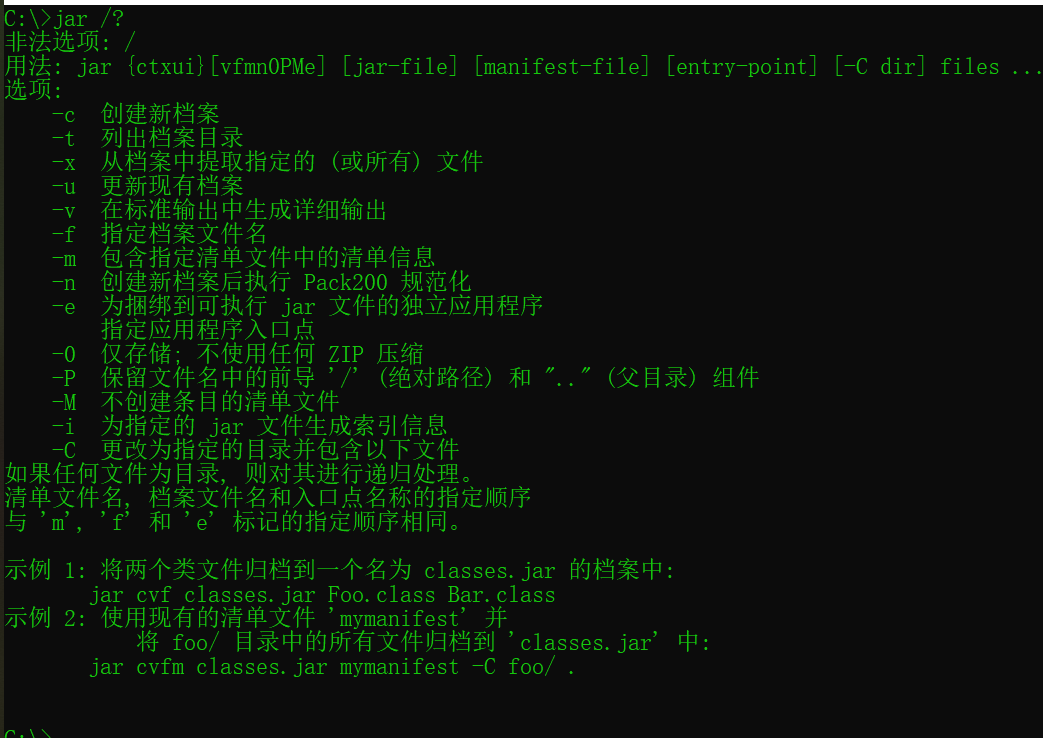 C:\>jar /?
非法选项: /
用法: jar {ctxui}[vfmn0PMe] [jar-file] [manifest-file] [entry-point] [-C dir] files ...
选项:
    -c  创建新档案
    -t  列出档案目录
    -x  从档案中提取指定的 (或所有) 文件
    -u  更新现有档案
    -v  在标准输出中生成详细输出
    -f  指定档案文件名
    -m  包含指定清单文件中的清单信息
    -n  创建新档案后执行 Pack200 规范化
    -e  为捆绑到可执行 jar 文件的独立应用程序
        指定应用程序入口点
    -0  仅存储; 不使用任何 ZIP 压缩
    -P  保留文件名中的前导 '/' (绝对路径) 和 ".." (父目录) 组件
    -M  不创建条目的清单文件
    -i  为指定的 jar 文件生成索引信息
    -C  更改为指定的目录并包含以下文件
如果任何文件为目录, 则对其进行递归处理。
清单文件名, 档案文件名和入口点名称的指定顺序
与 'm', 'f' 和 'e' 标记的指定顺序相同。
示例 1: 将两个类文件归档到一个名为 classes.jar 的档案中:
       jar cvf classes.jar Foo.class Bar.class
示例 2: 使用现有的清单文件 'mymanifest' 并
           将 foo/ 目录中的所有文件归档到 'classes.jar' 中:
       jar cvfm classes.jar mymanifest -C foo/ .
C:\>